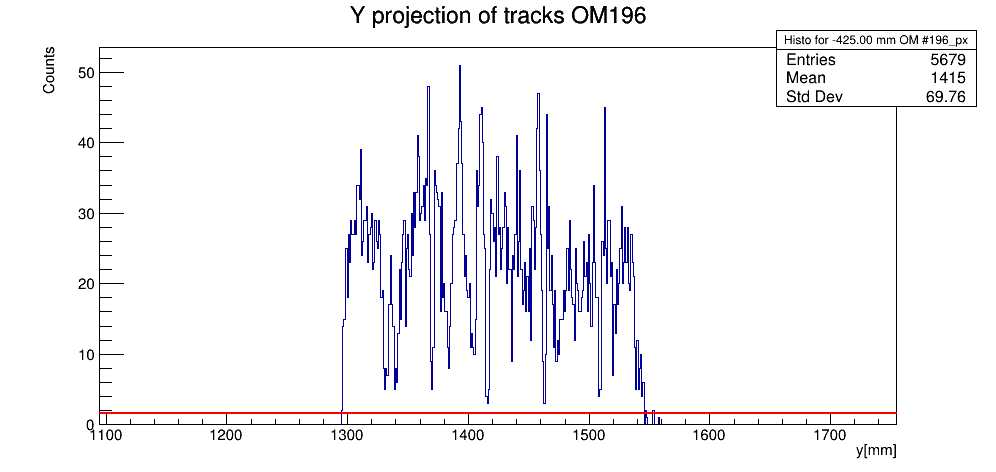 Y projection of tracks OM196
Histo for -425.00 mm OM #196_px
Entries 5679
Mean 1415
Std Dev 69.76
Counts
50
40
30
20
10
0
1100 1200 1300 1400 1500 1600 1700
y[mm]